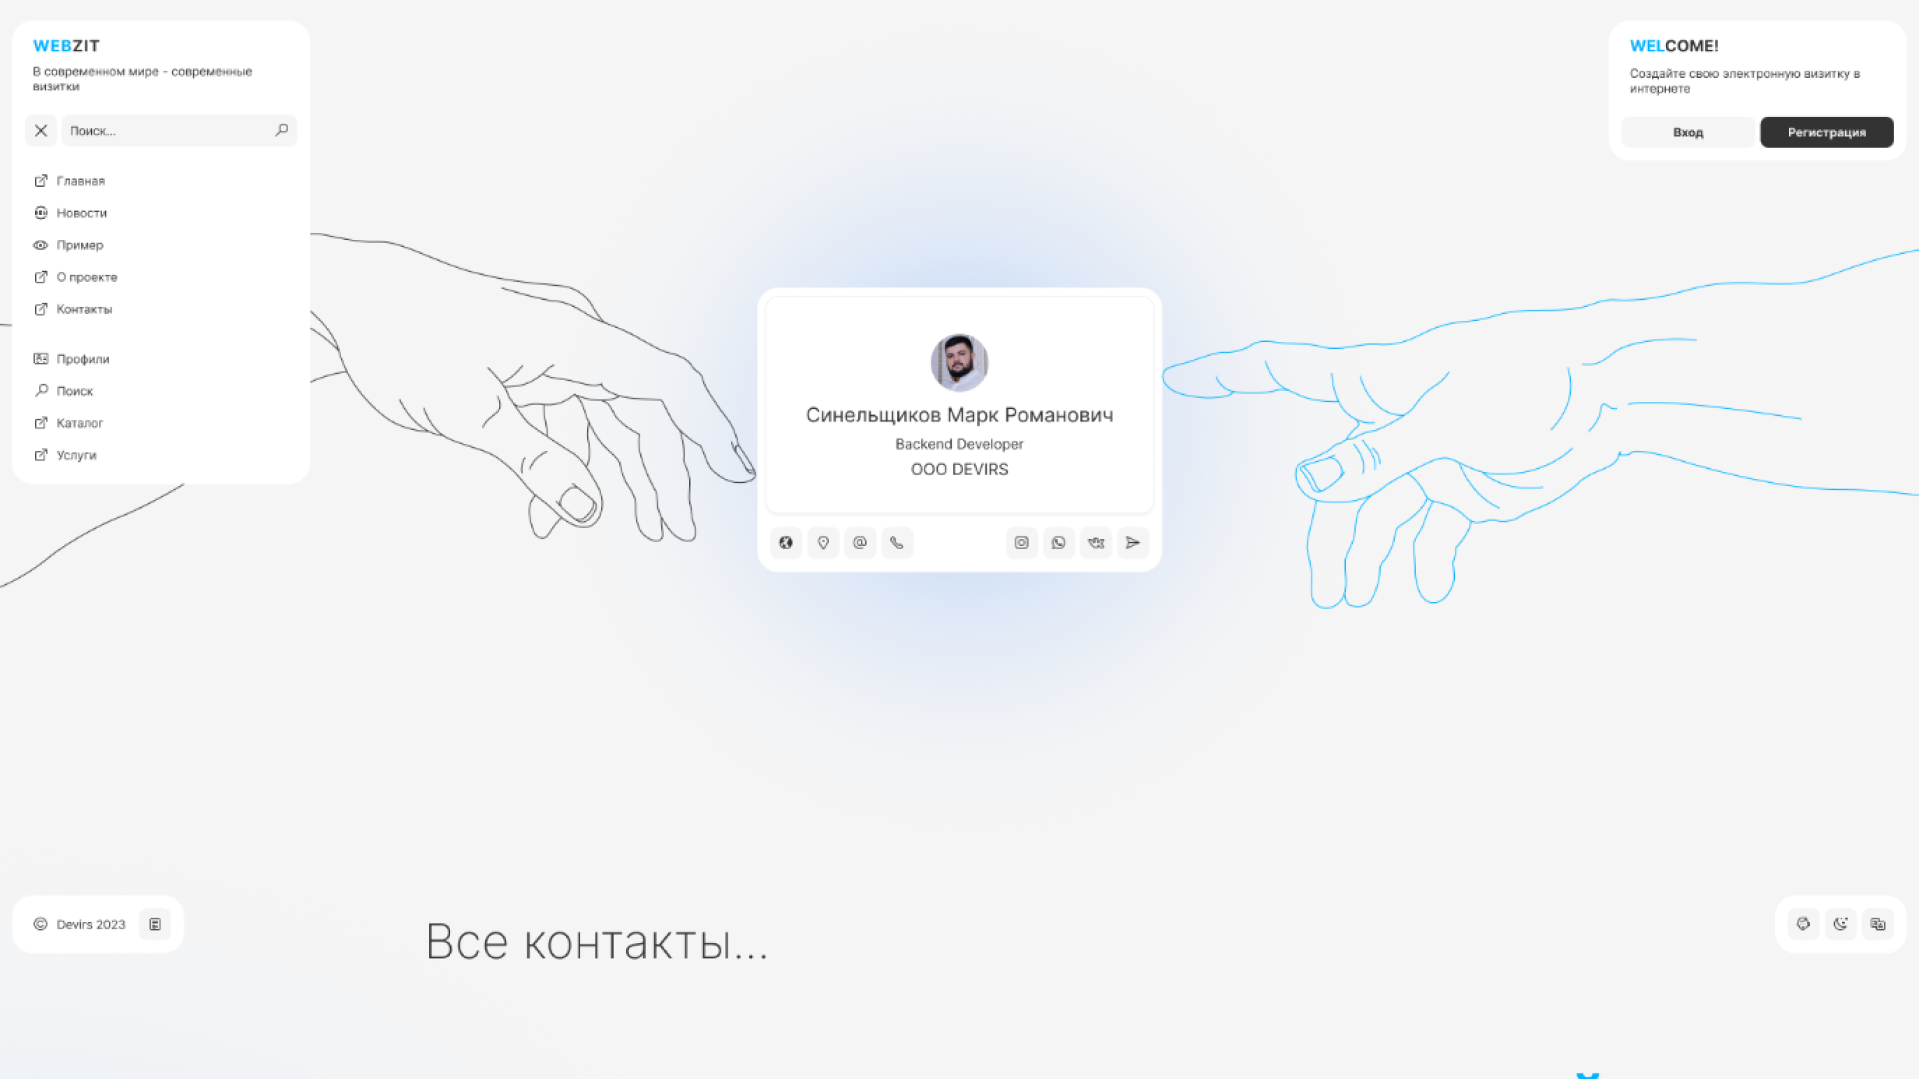 WEBZIT
В современном мире - современные
визитки
Поиск...
Главная
Новости
Пример
О проекте
Контакты
Профили
Поиск
Каталог
Услуги
WELCOME!
Создайте свою электронную визитку в
интернете
Вход
Регистрация
Синельщиков Марк Романович
Backend Developer
ООО DEVIRS
© Devirs 2023
Все контакты...